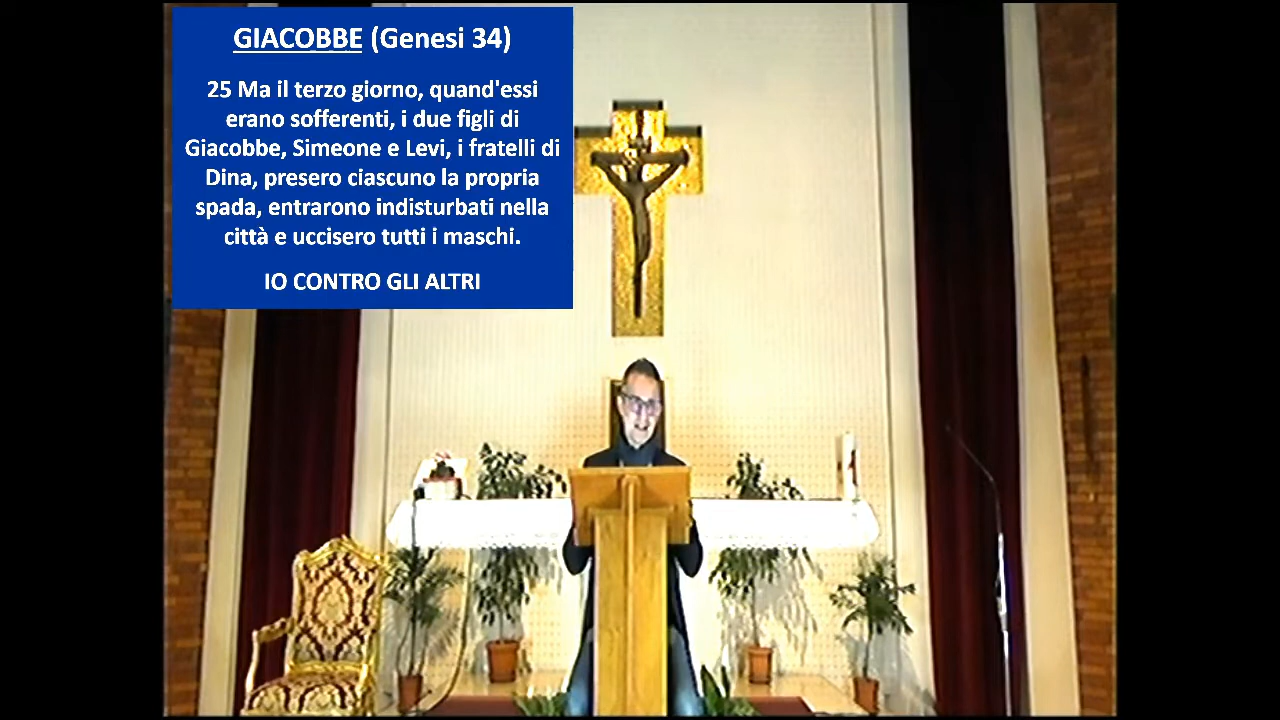 GIACOBBE (Genesi 34)
25 Ma il terzo giorno, quand'essi
erano sofferenti, i due figli di
Giacobbe, Simeone e Levi, i fratelli di
Dina, presero ciascuno la propria
spada, entrarono indisturbati nella
città e uccisero tutti i maschi.
IO CONTRO GLI ALTRI